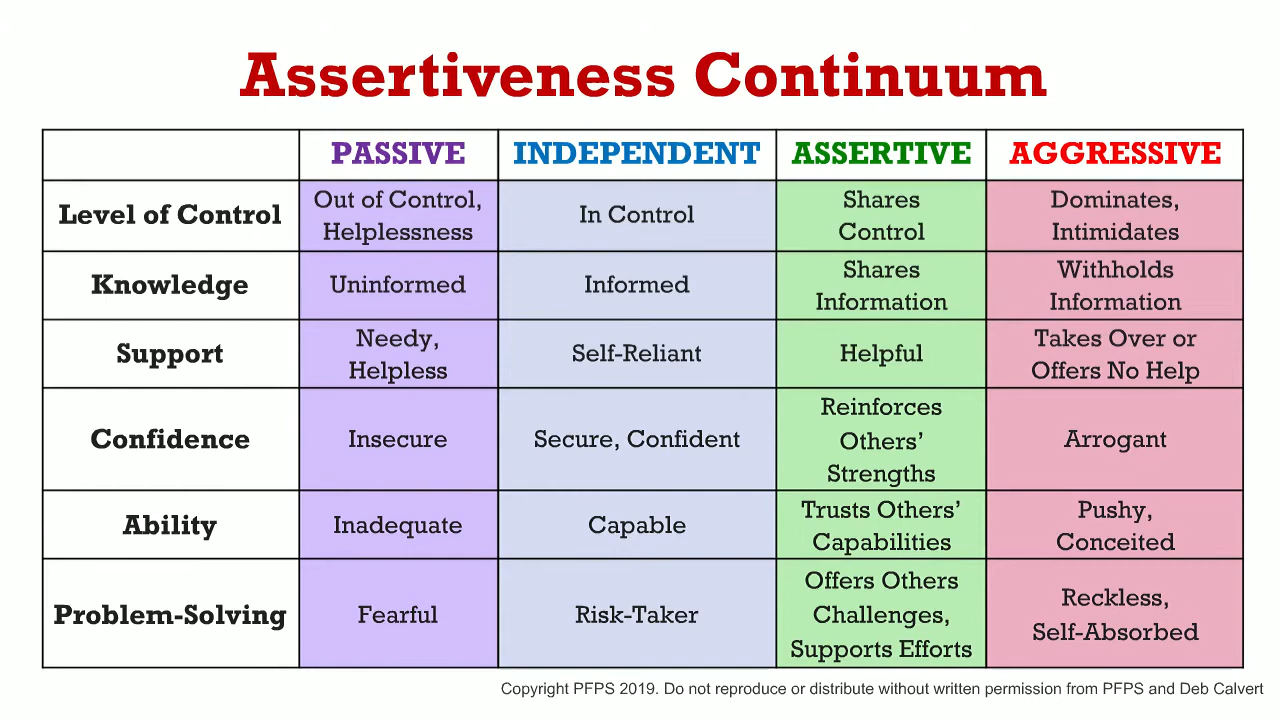 Assertiveness Continuum
PASSIVE INDEPENDENT ASSERTIVE AGGRESSIVE
Level of Control
Out of Control,
Helplessness
In Control
Shares
Control
Dominates,
Intimidates
Knowledge
Uninformed
Informed
Shares
Information
Withholds
Information
Support
Needy,
Helpless
Self-Reliant
Helpful
Takes Over or
Offers No Help
Confidence
Insecure
Secure, Confident
Reinforces
Others’
Strengths
Arrogant
Ability
Inadequate
Capable
Trusts Others’
Capabilities
Pushy,
Conceited
Problem-Solving
Fearful
Risk-Taker
Offers Others
Challenges,
Supports Efforts
Reckless,
Self-Absorbed
Copyright PFPS 2019. Do not reproduce or distribute without written permission from PFPS and Deb Calvert